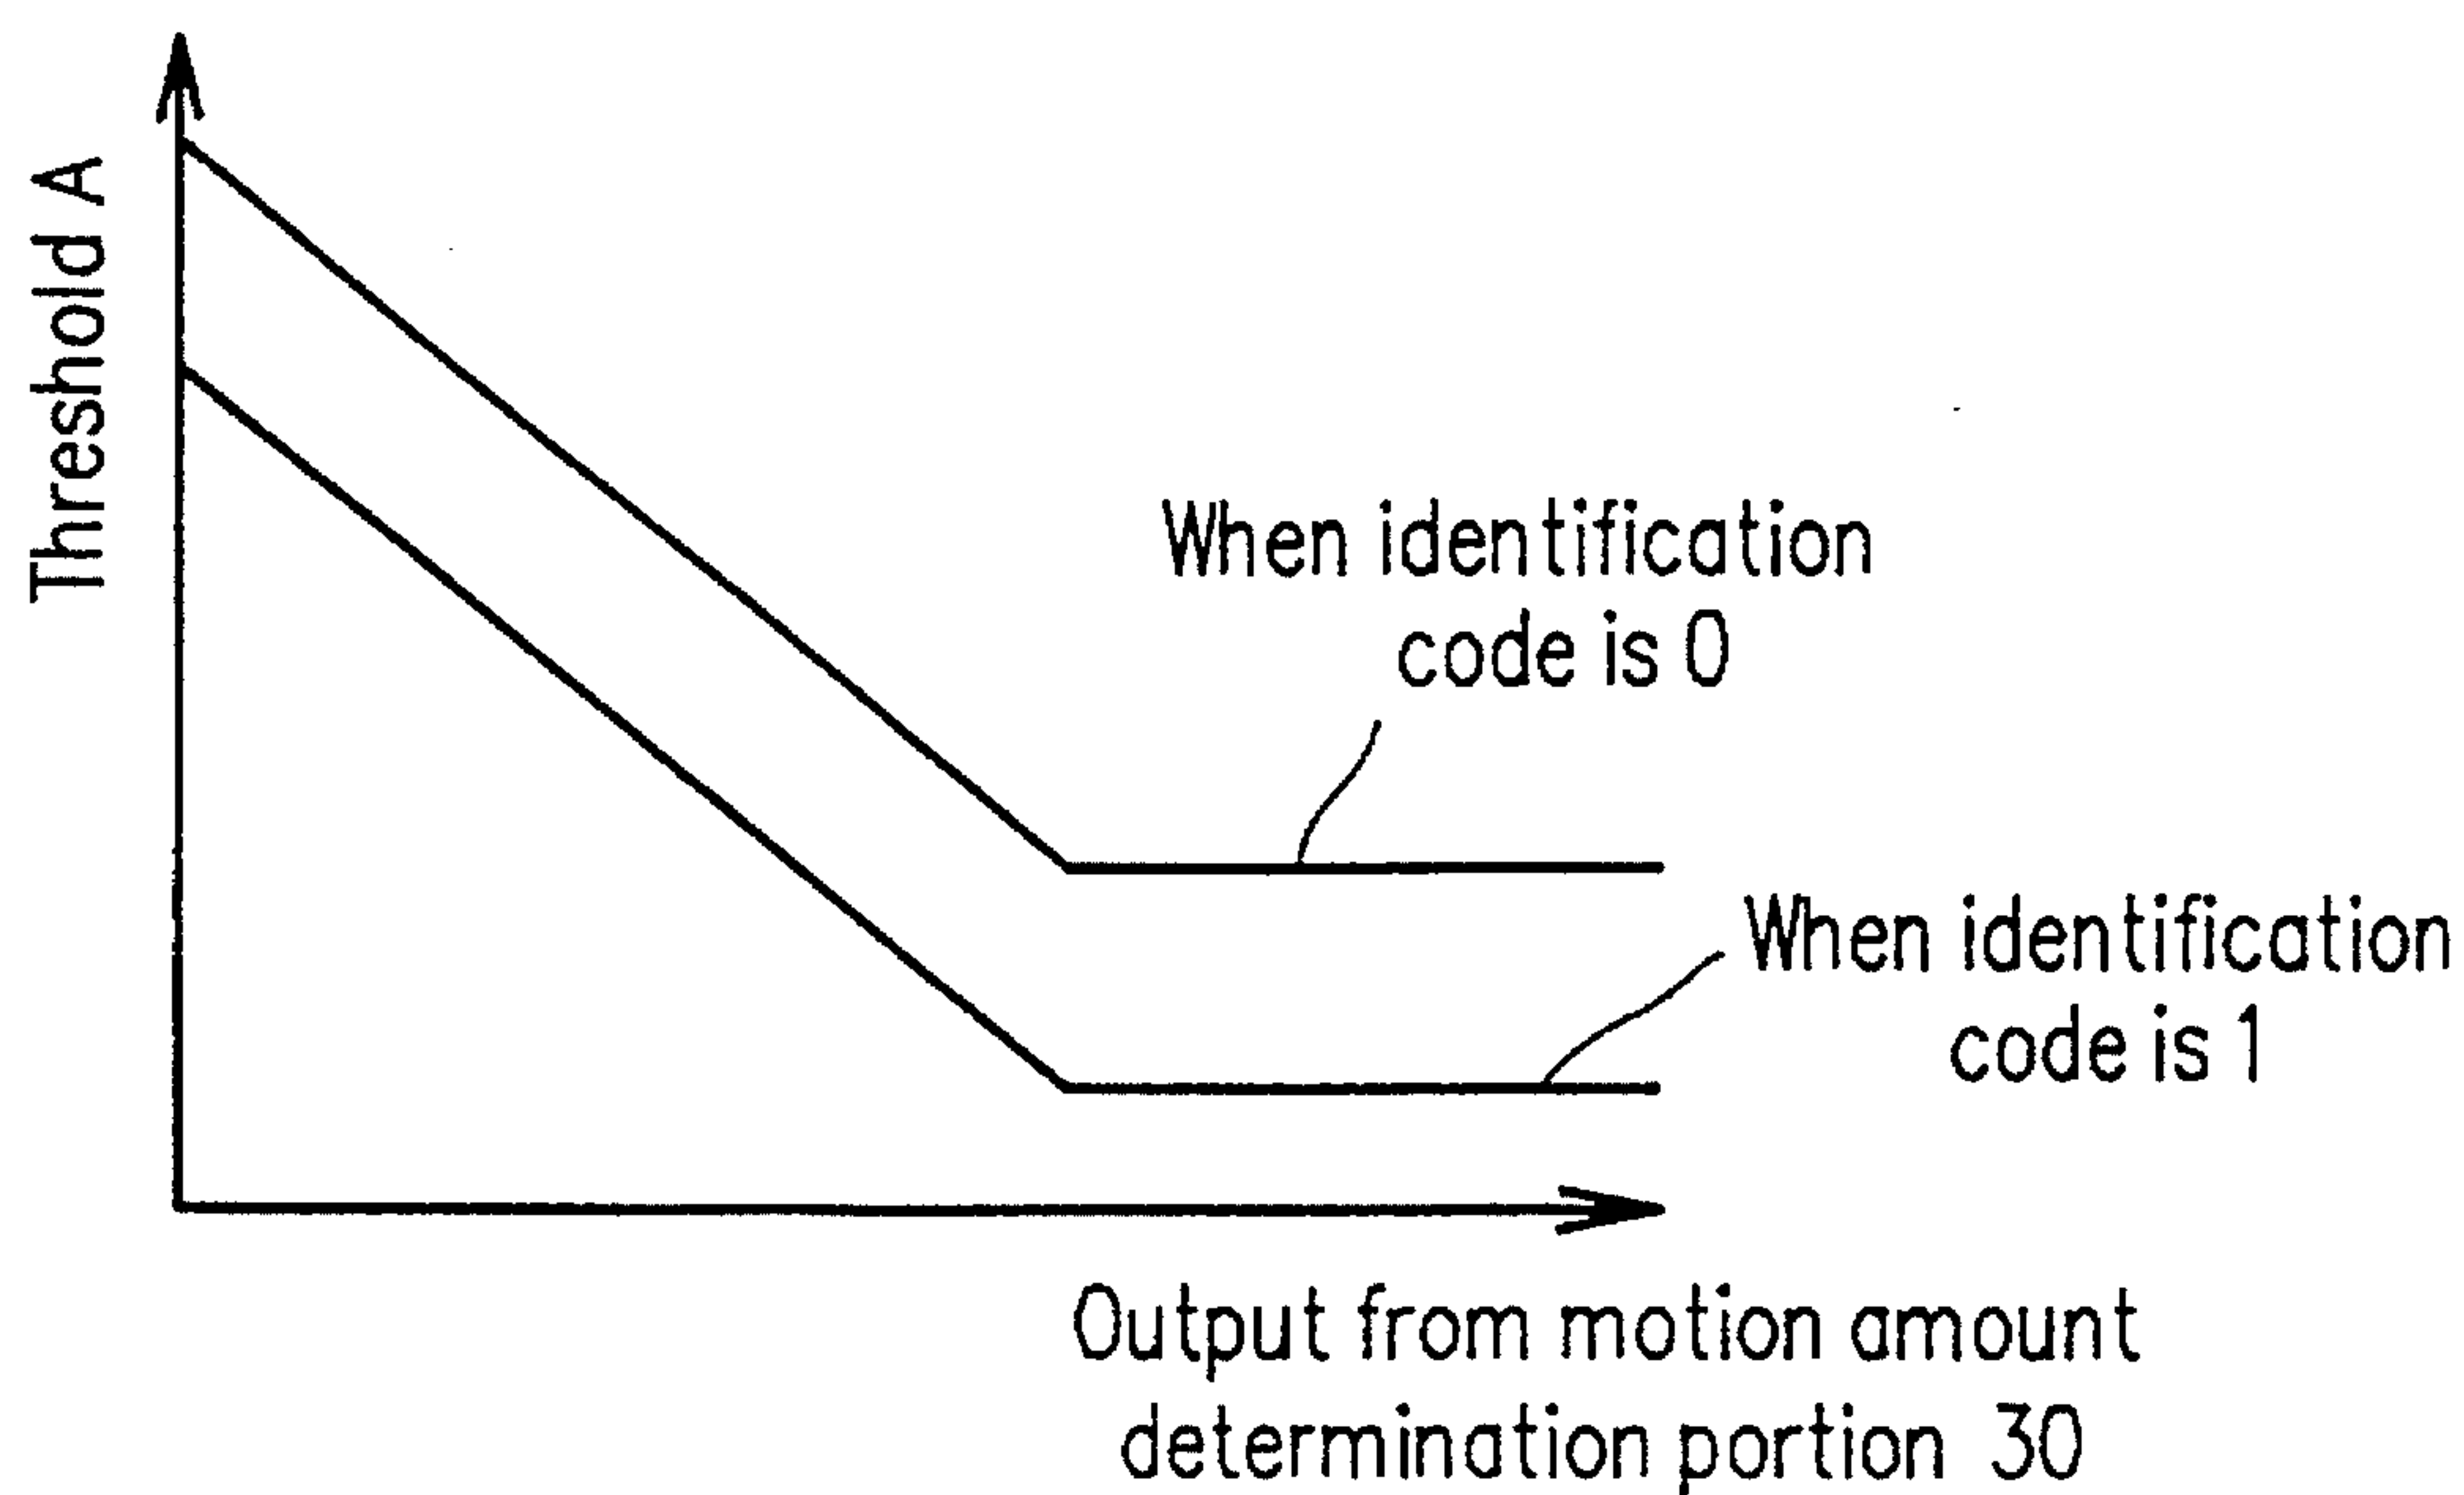 Threshold A
When identification
code is 0
When identification
code is 1
Output from motion amount
determination portion 30